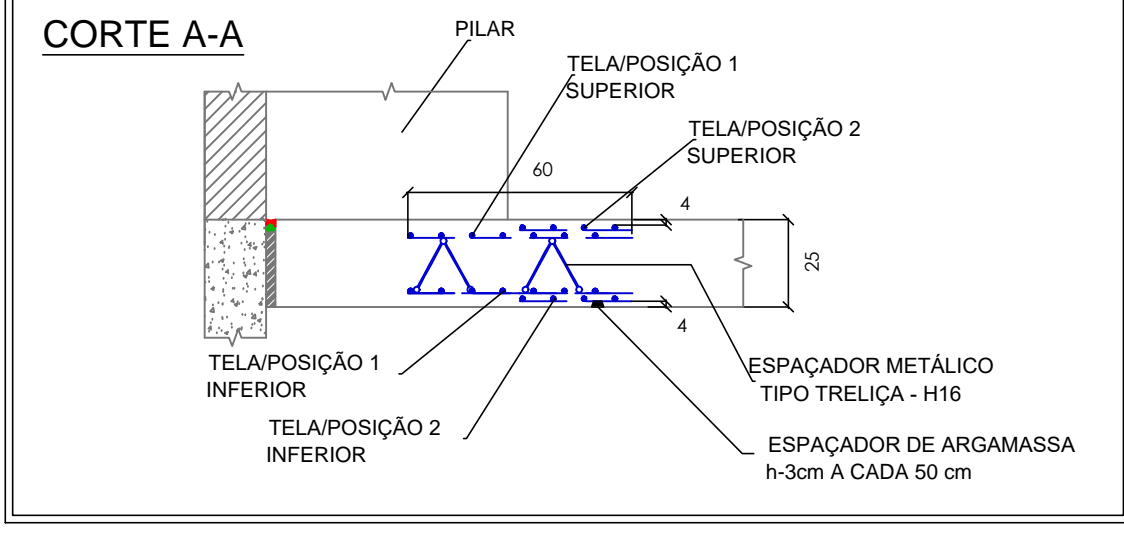 CORTE A-A
PILAR
TELA/POSIÇÃO 1
SUPERIOR
TELA/POSIÇÃO 2
SUPERIOR
60
4
25
4
TELA/POSIÇÃO 1
INFERIOR
TELA/POSIÇÃO 2
INFERIOR
ESPAÇADOR METÁLICO
TIPO TRELIÇA - H16
ESPAÇADOR DE ARGAMASSA
h-3cm A CADA 50 cm